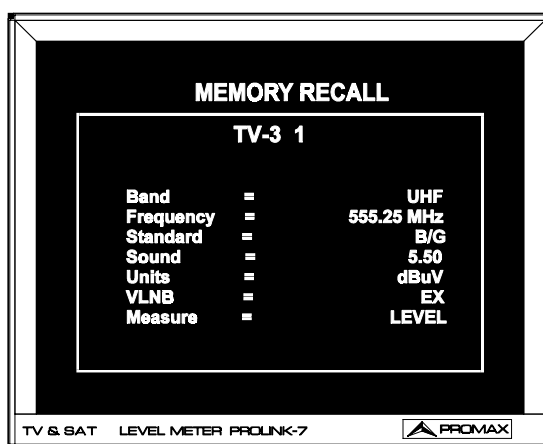 MEMORY RECALL
TV-3 1
Band = UHF
Frequency = 555.25 MHz
Standard = B/G
Sound = 5.50
Units = dBuV
VLNB = EX
Measure = LEVEL
TV & SAT LEVEL METER PROLINK-7 PROMAX